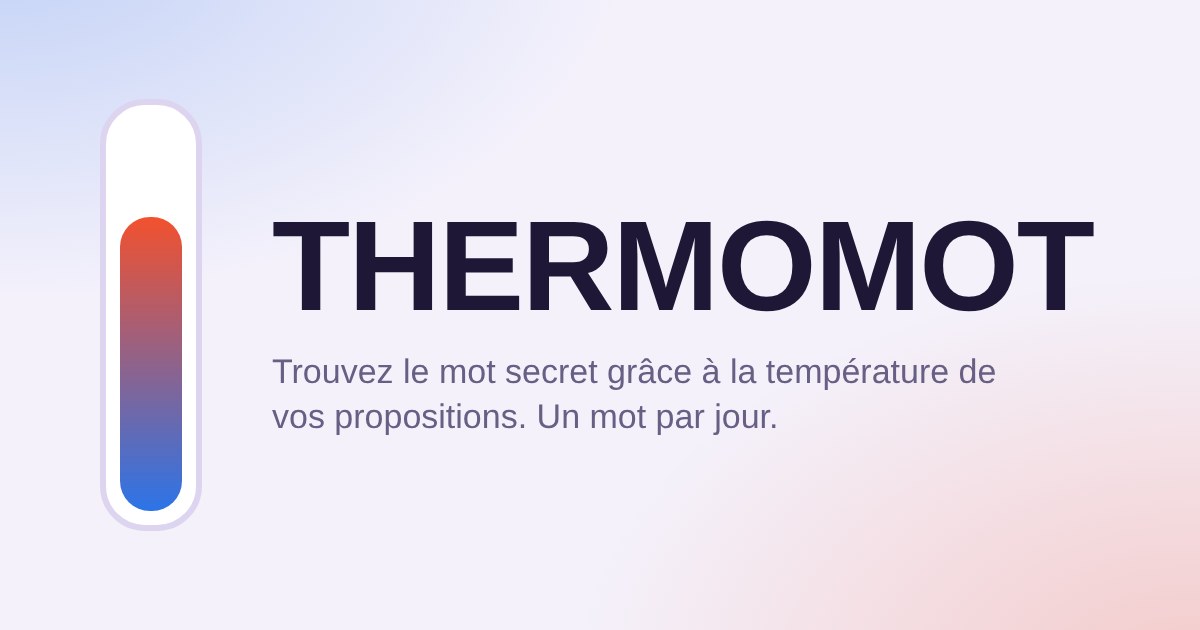 THERMOMOT
Trouvez le mot secret grâce à la température de
vos propositions. Un mot par jour.